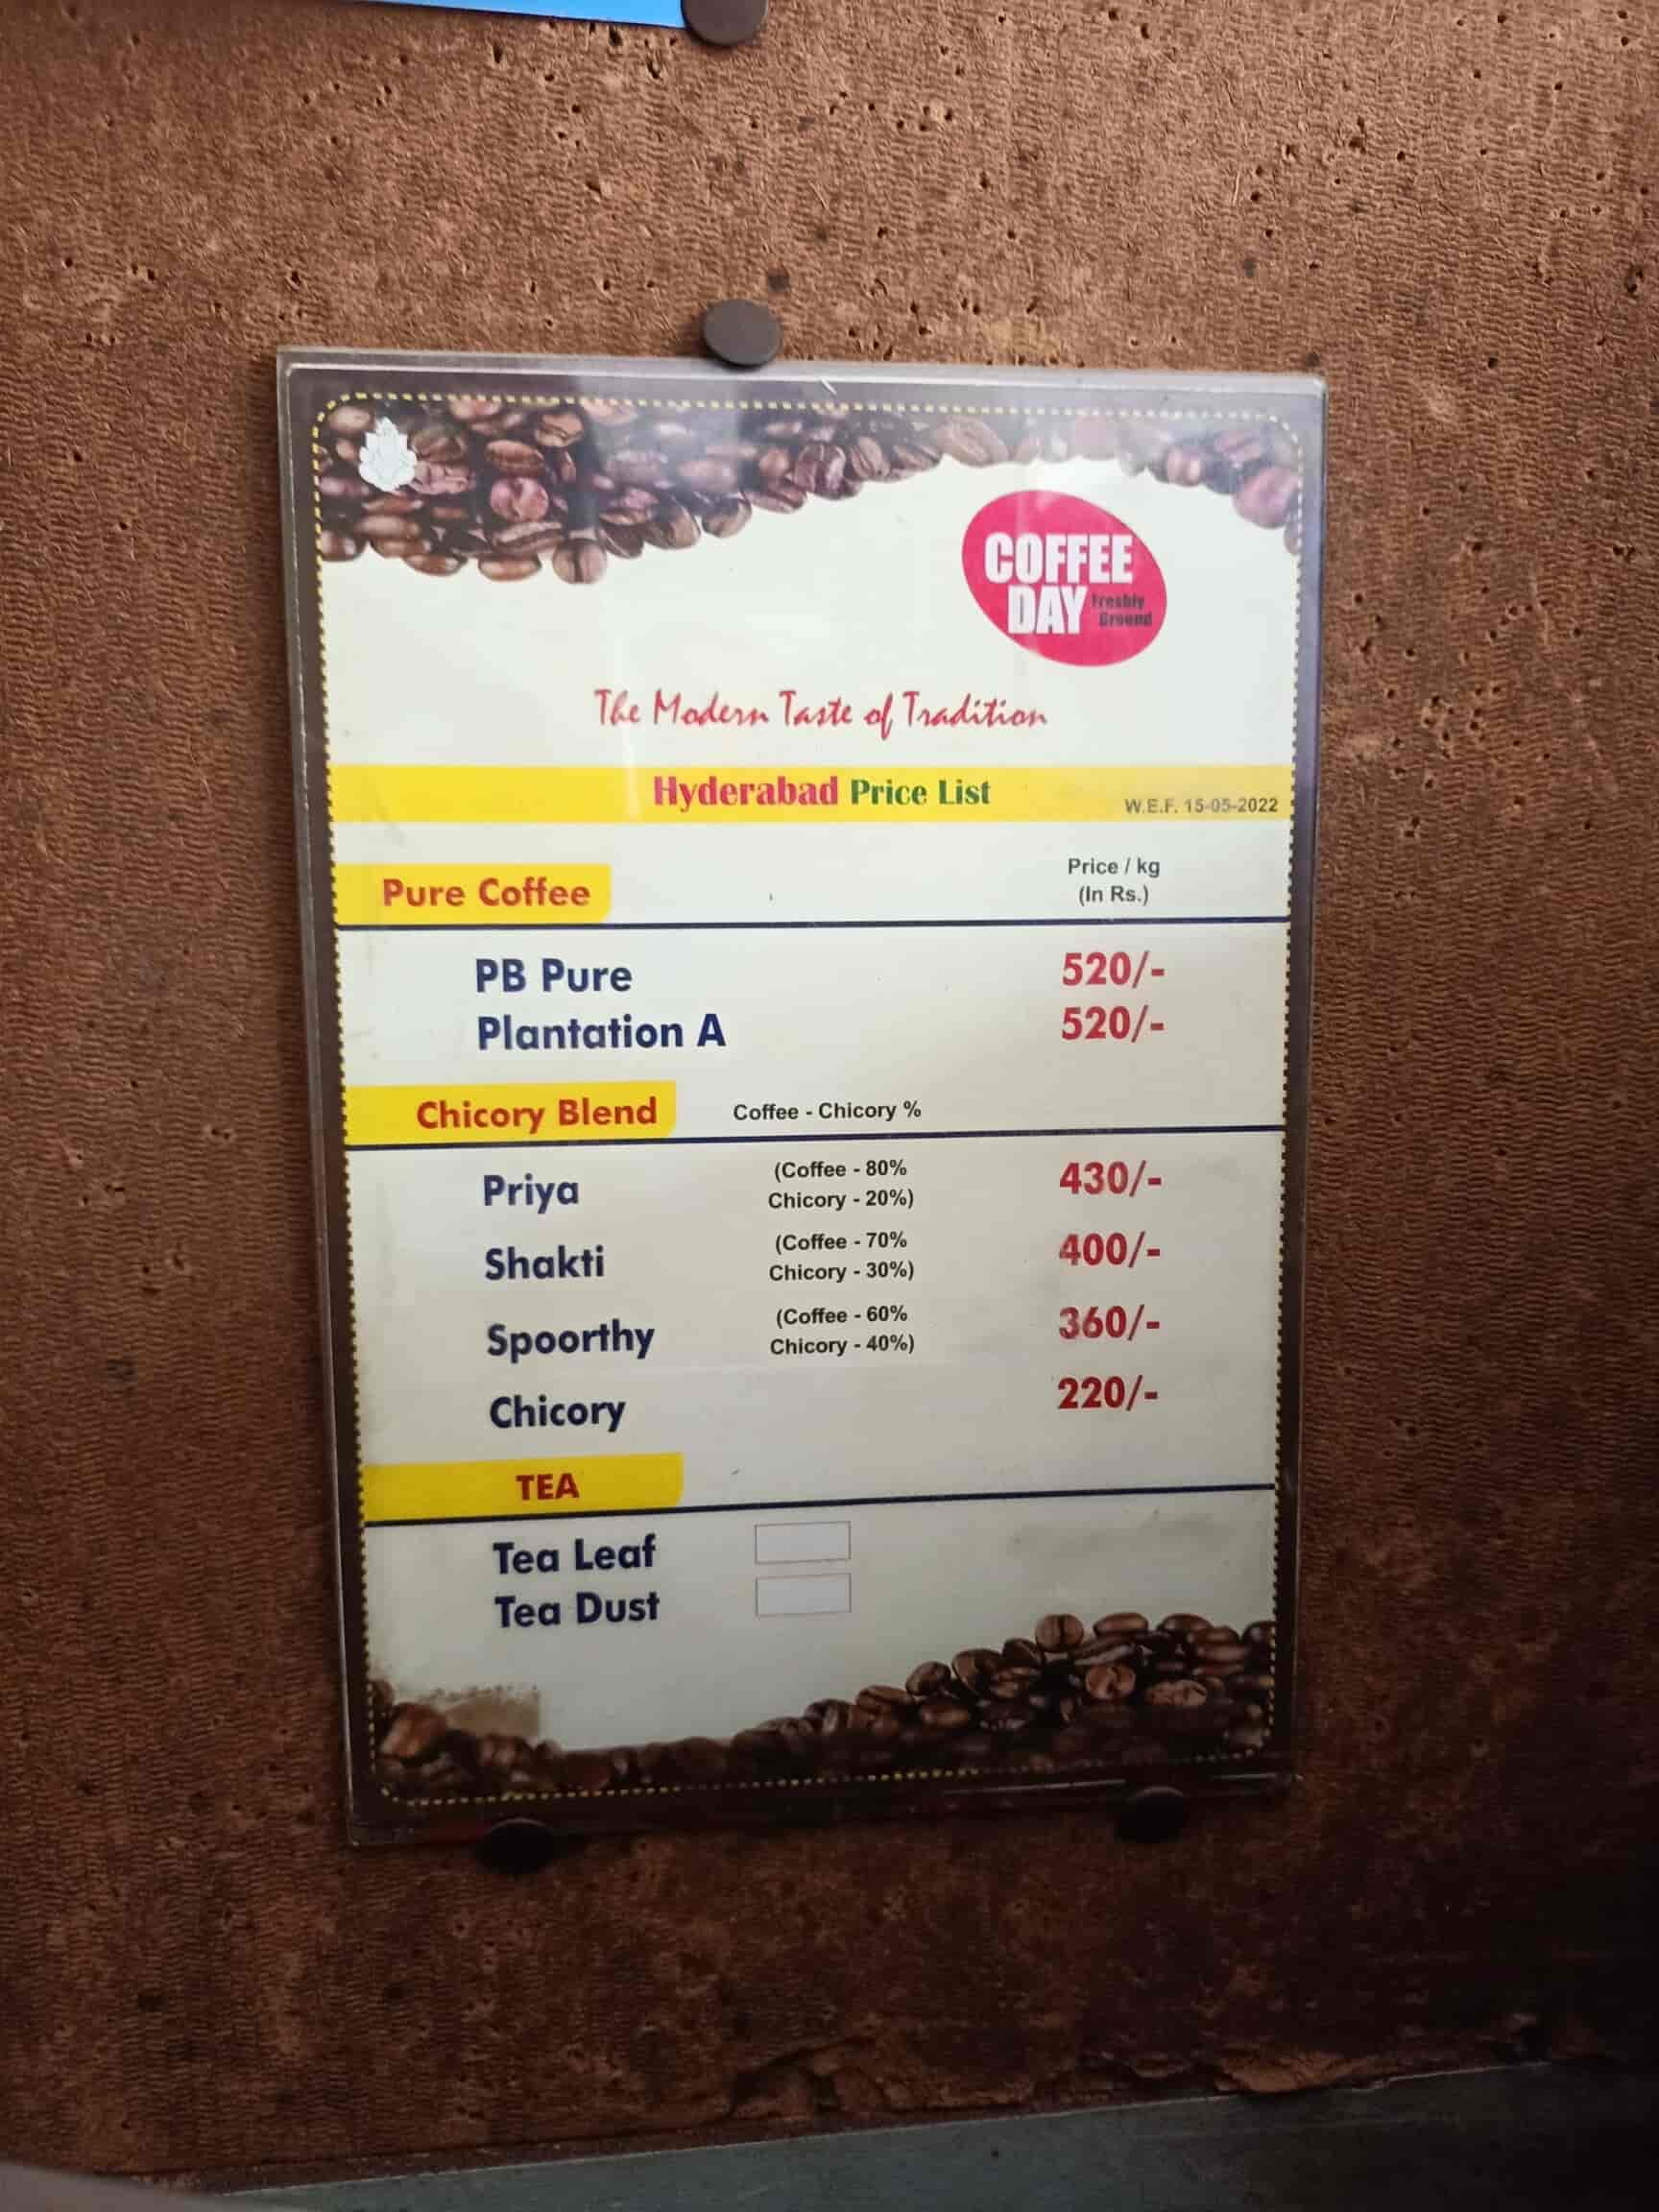 COFFEE
DAY Freshly
Ground
The Modern Taste of Tradition
Hyderabad Price List
W.E.F. 15-05-2022
Pure Coffee
Price / kg
(In Rs.)
PB Pure 520/-
Plantation A 520/-
Chicory Blend Coffee - Chicory %
Priya (Coffee - 80%
Chicory - 20%) 430/-
Shakti (Coffee - 70%
Chicory - 30%) 400/-
Spoorthy (Coffee - 60%
Chicory - 40%) 360/-
Chicory 220/-
TEA
Tea Leaf
Tea Dust